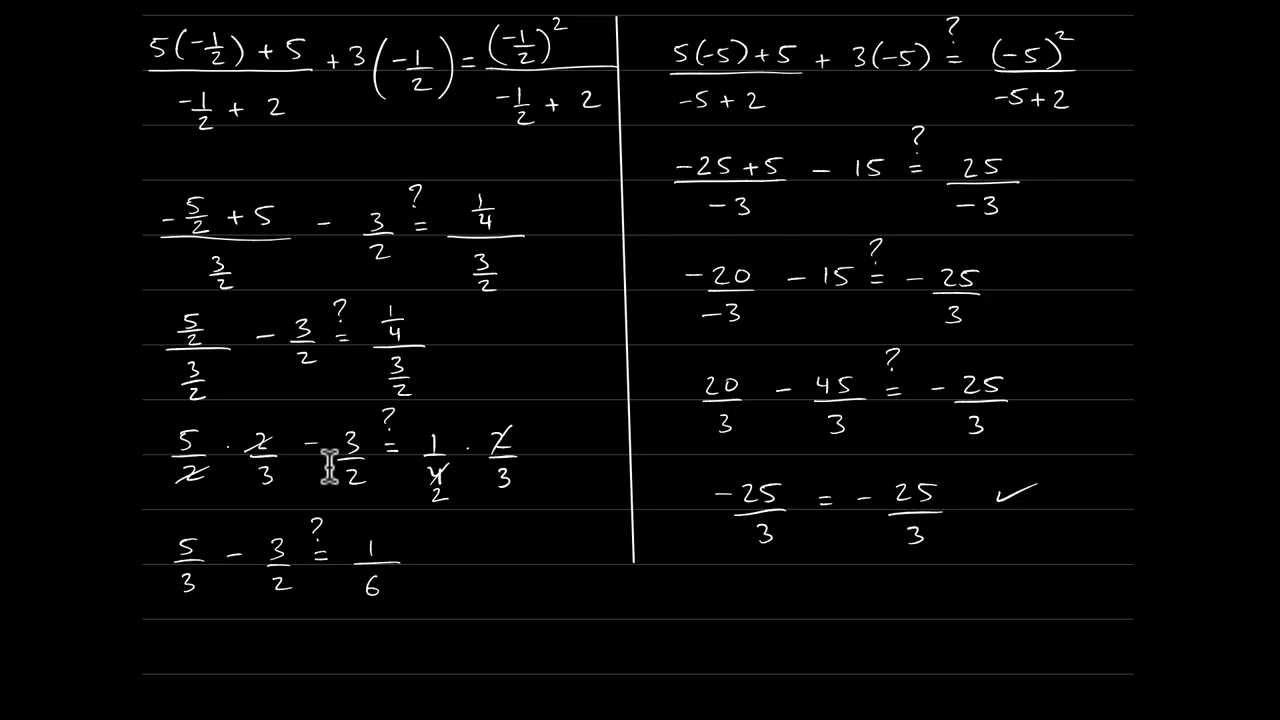 (5(-1/2) + 5)/(-1/2 + 2) + 3(-1/2) = (-1/2)²/(-1/2 + 2)
(-5/2 + 5)/(3/2) - 3/2 ?= (1/4)/(3/2)
(5/2)/(3/2) - 3/2 ?= (1/4)/(3/2)
5/2 · 2/3 - 3/2 ?= 1/4 2 · 2/3
5/3 - 3/2 ?= 1/6
(5(-5) + 5)/(-5 + 2) + 3(-5) ?= (-5)²/(-5 + 2)
(-25 + 5)/(-3) - 15 ?= 25/(-3)
-20/-3 - 15 ?= - 25/3
20/3 - 45/3 ?= - 25/3
-25/3 = - 25/3 ✓